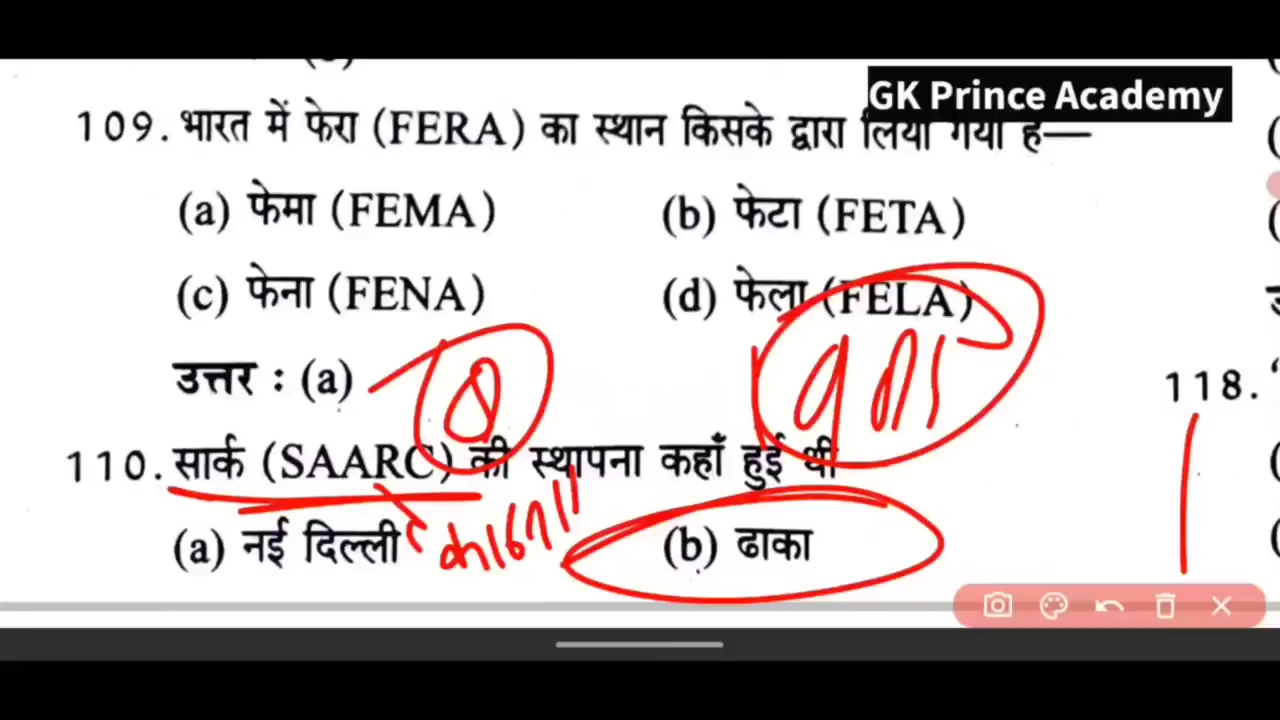 GK Prince Academy
109. भारत में फेरा (FERA) का स्थान किसके द्वारा लिया गया है—
(a) फेमा (FEMA) (b) फेटा (FETA)
(c) फेना (FENA) (d) फेला (FELA)
उत्तर : (a)
118.
110. सार्क (SAARC) की स्थापना कहाँ हुई थी
(a) नई दिल्ली (b) ढाका